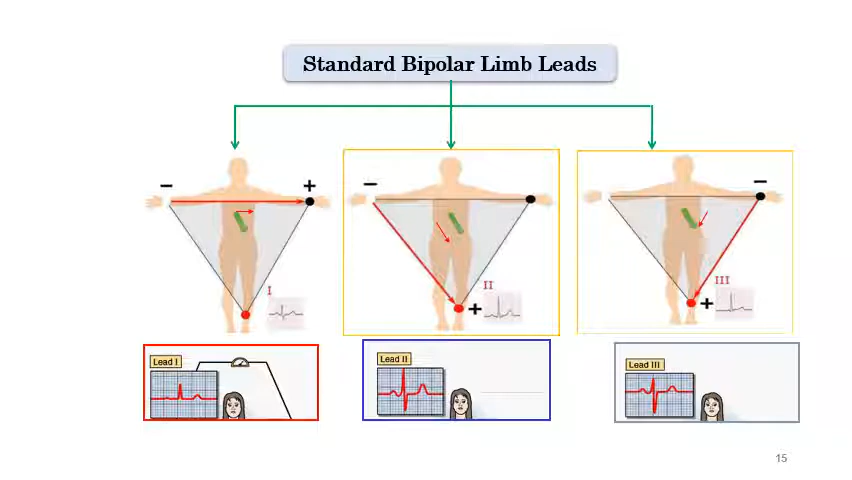 Standard Bipolar Limb Leads
− +
−
−
I
II
+
III
+
Lead I
Lead II
Lead III
15